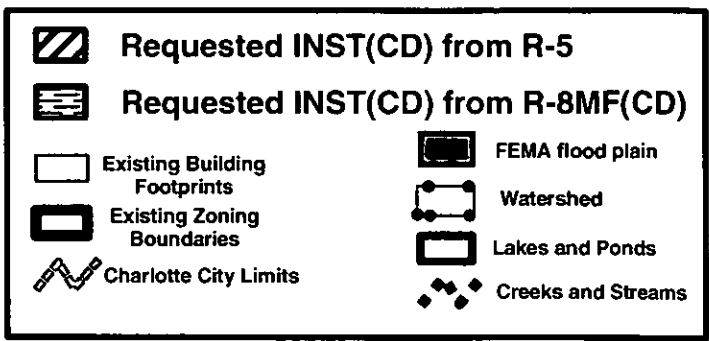 Requested INST(CD) from R-5
Requested INST(CD) from R-8MF(CD)
Existing Building
Footprints
Existing Zoning
Boundaries
Charlotte City Limits
FEMA flood plain
Watershed
Lakes and Ponds
Creeks and Streams